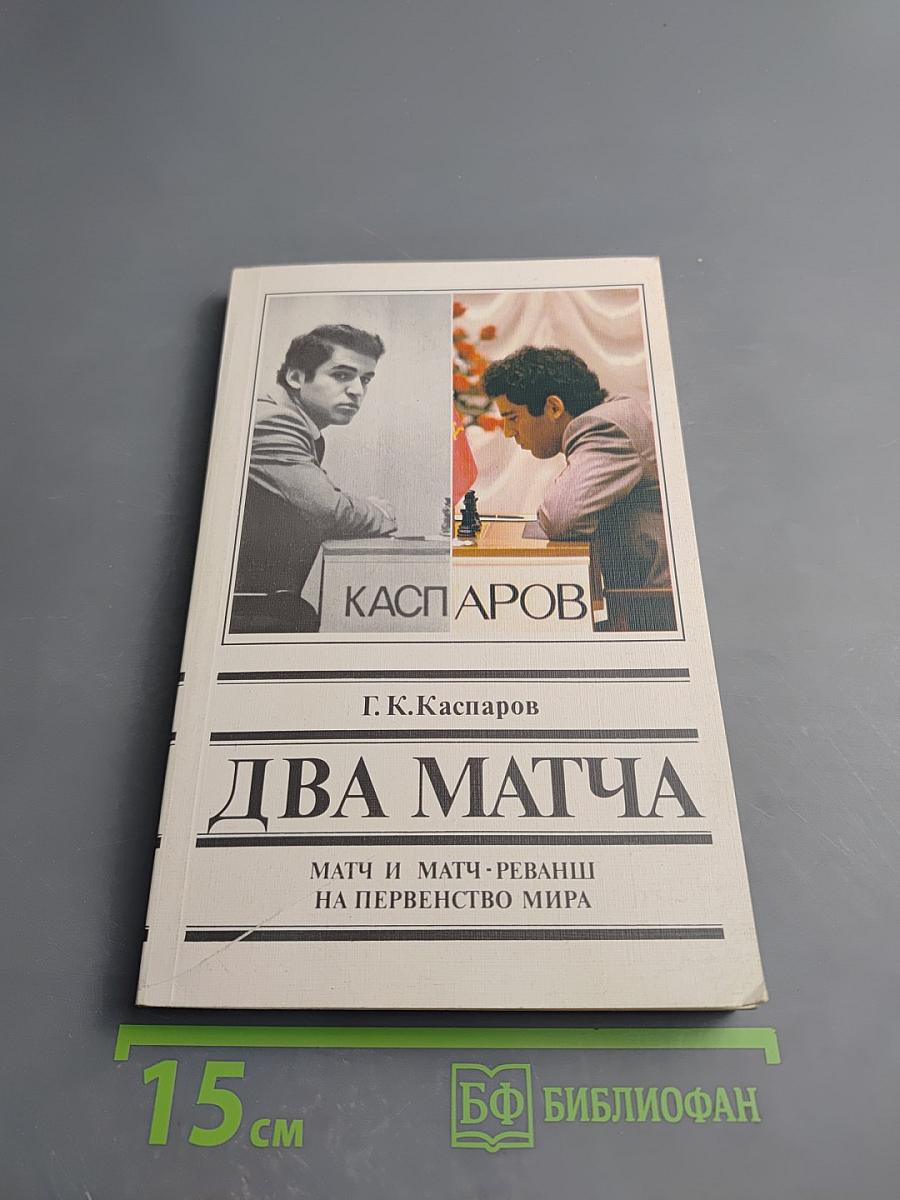 КАСПАРОВ
Г. К. Каспаров
ДВА МАТЧА
МАТЧ И МАТЧ-РЕВАНШ
НА ПЕРВЕНСТВО МИРА
15 см
БФ БИБЛИОФАН